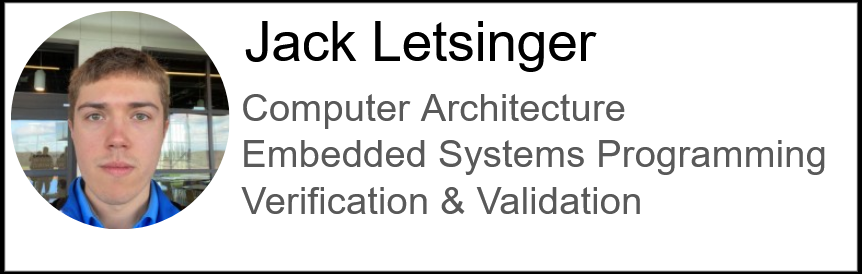 Jack Letsinger
Computer Architecture
Embedded Systems Programming
Verification & Validation